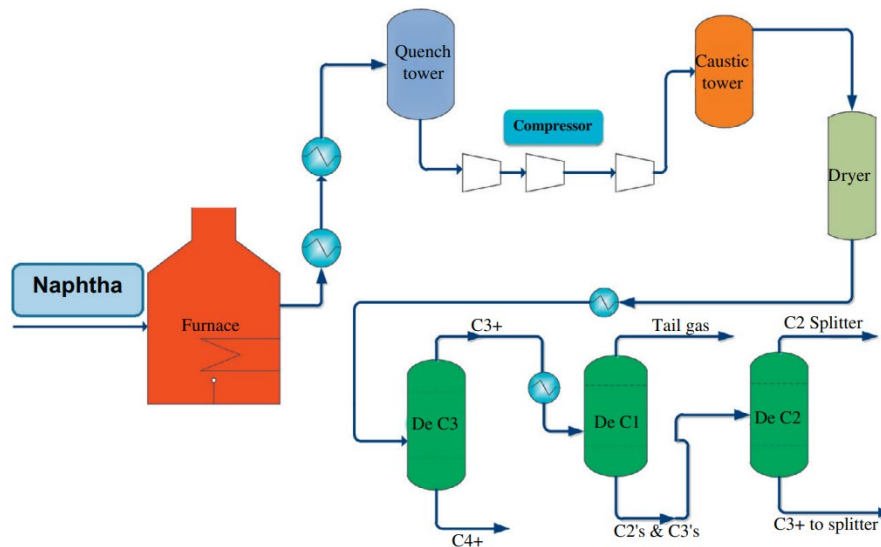 Quench
tower
Caustic
tower
Compressor
Dryer
Naphtha
Furnace
C3+
Tail gas
C2 Splitter
De C3
De C1
De C2
C4+
C2's & C3's
C3+ to splitter